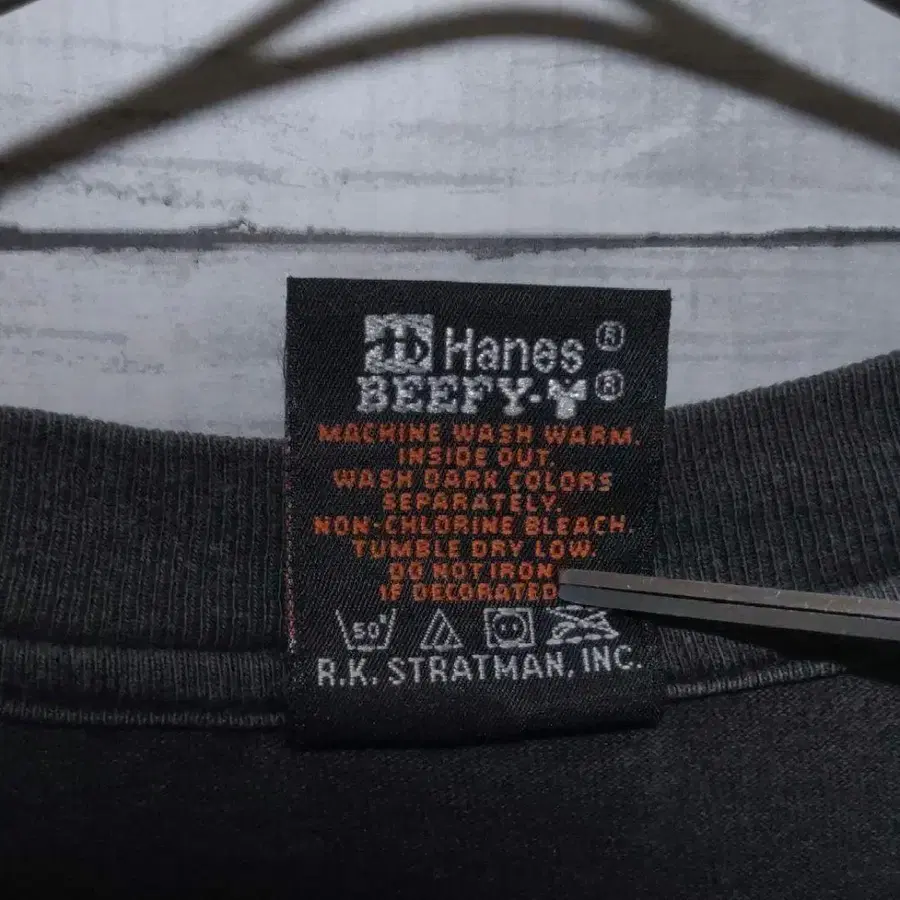 Hanes®
BEEFY-T®
MACHINE WASH WARM.
INSIDE OUT.
WASH DARK COLORS
SEPARATELY.
NON-CHLORINE BLEACH.
TUMBLE DRY LOW.
DO NOT IRON
IF DECORATED
50°
R.K. STRATMAN, INC.